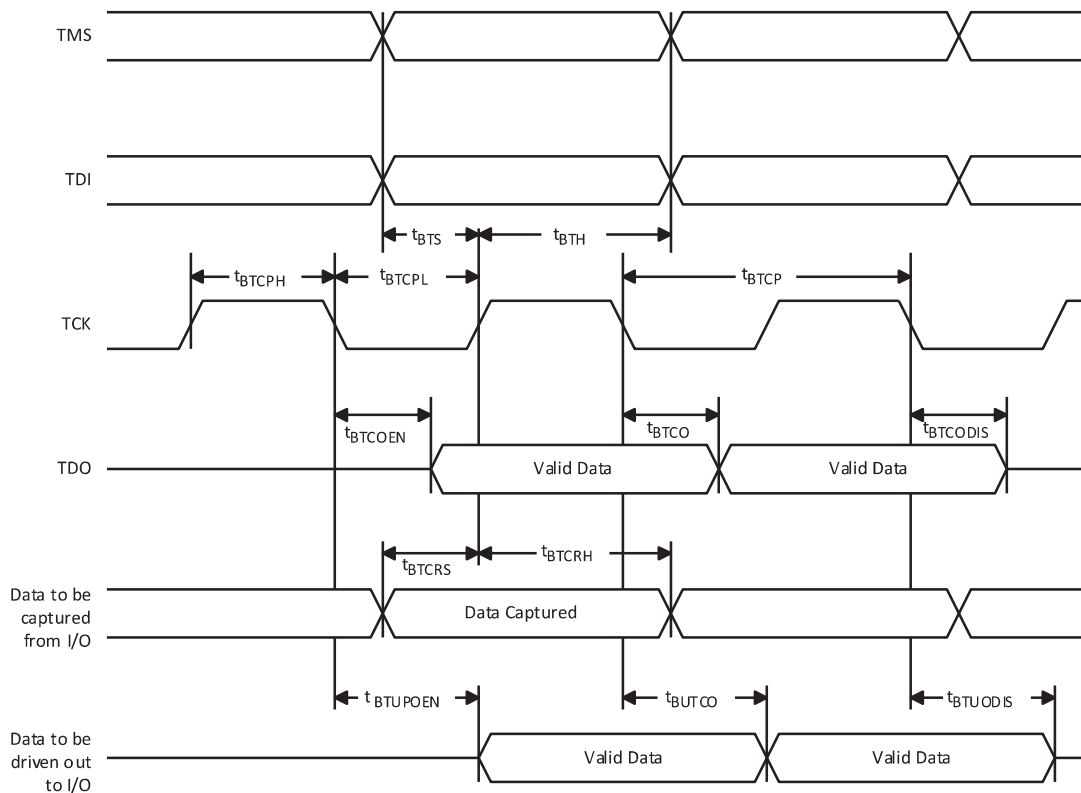 TMS
TDI
tBTS
tBTH
tBTCPH
tBTCPL
tBTCP
TCK
tBTCOEN
tBTCO
tBTCODIS
TDO
Valid Data
Valid Data
tBTCRS
tBTCRH
Data to be
captured
from I/O
Data Captured
t BTUPOEN
tBUTCO
tBTUODIS
Data to be
driven out
to I/O
Valid Data
Valid Data